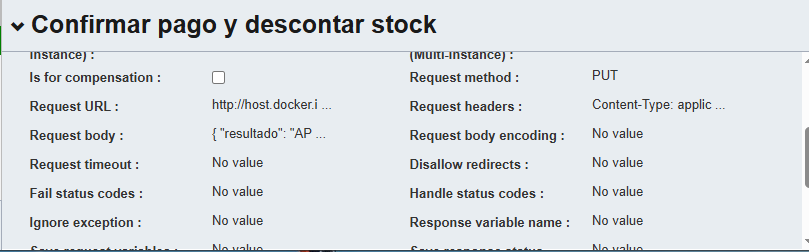 Confirmar pago y descontar stock
Instance) : (Multi-Instance) :
Is for compensation : Request method : PUT
Request URL : http://host.docker.i ... Request headers : Content-Type: applic ...
Request body : { "resultado": "AP ... Request body encoding : No value
Request timeout : No value Disallow redirects : No value
Fail status codes : No value Handle status codes : No value
Ignore exception : No value Response variable name : No value
Save request variables : No value Save response status No value